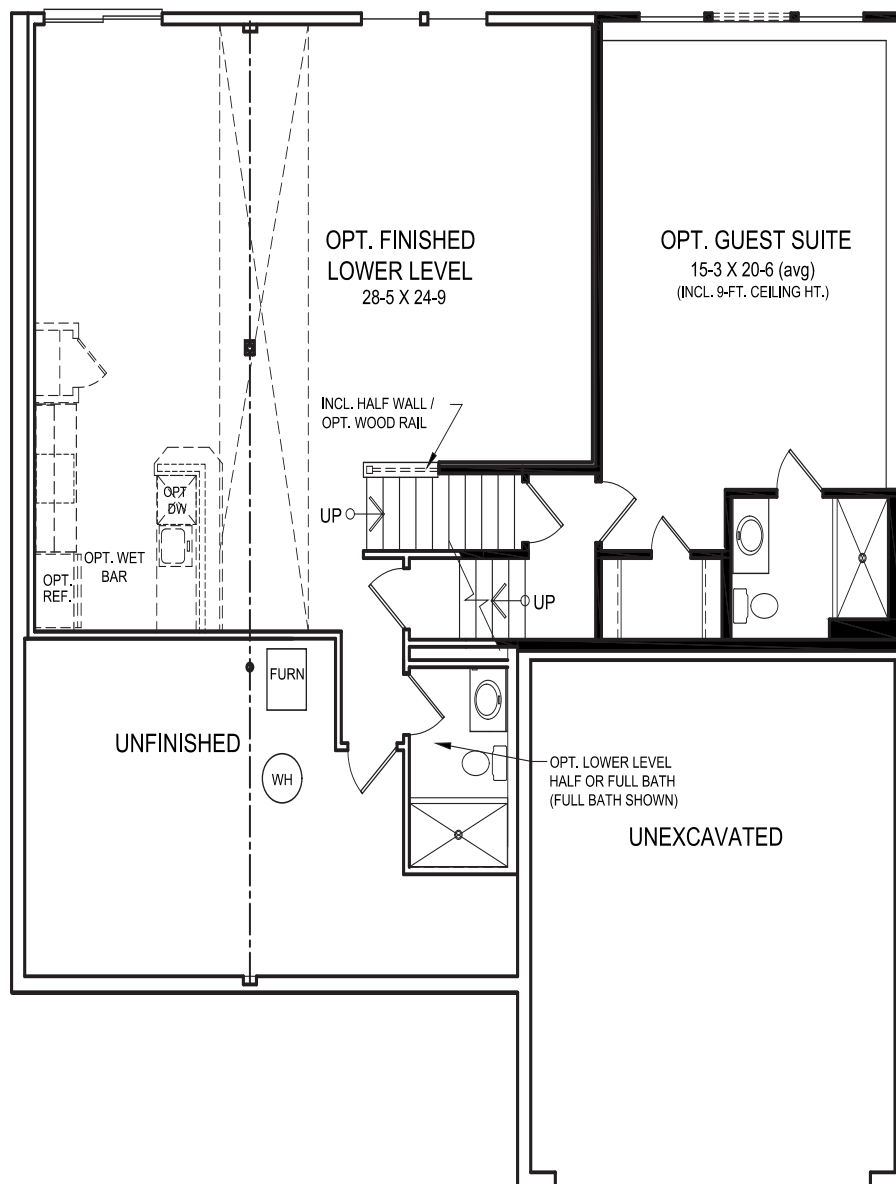 OPT. FINISHED
LOWER LEVEL
28-5 X 24-9
OPT. GUEST SUITE
15-3 X 20-6 (avg)
(INCL. 9-FT. CEILING HT.)
INCL. HALF WALL /
OPT. WOOD RAIL
UP
OPT
DW
OPT. WET
BAR
OPT.
REF.
UP
FURN
UNFINISHED
WH
OPT. LOWER LEVEL
HALF OR FULL BATH
(FULL BATH SHOWN)
UNEXCAVATED